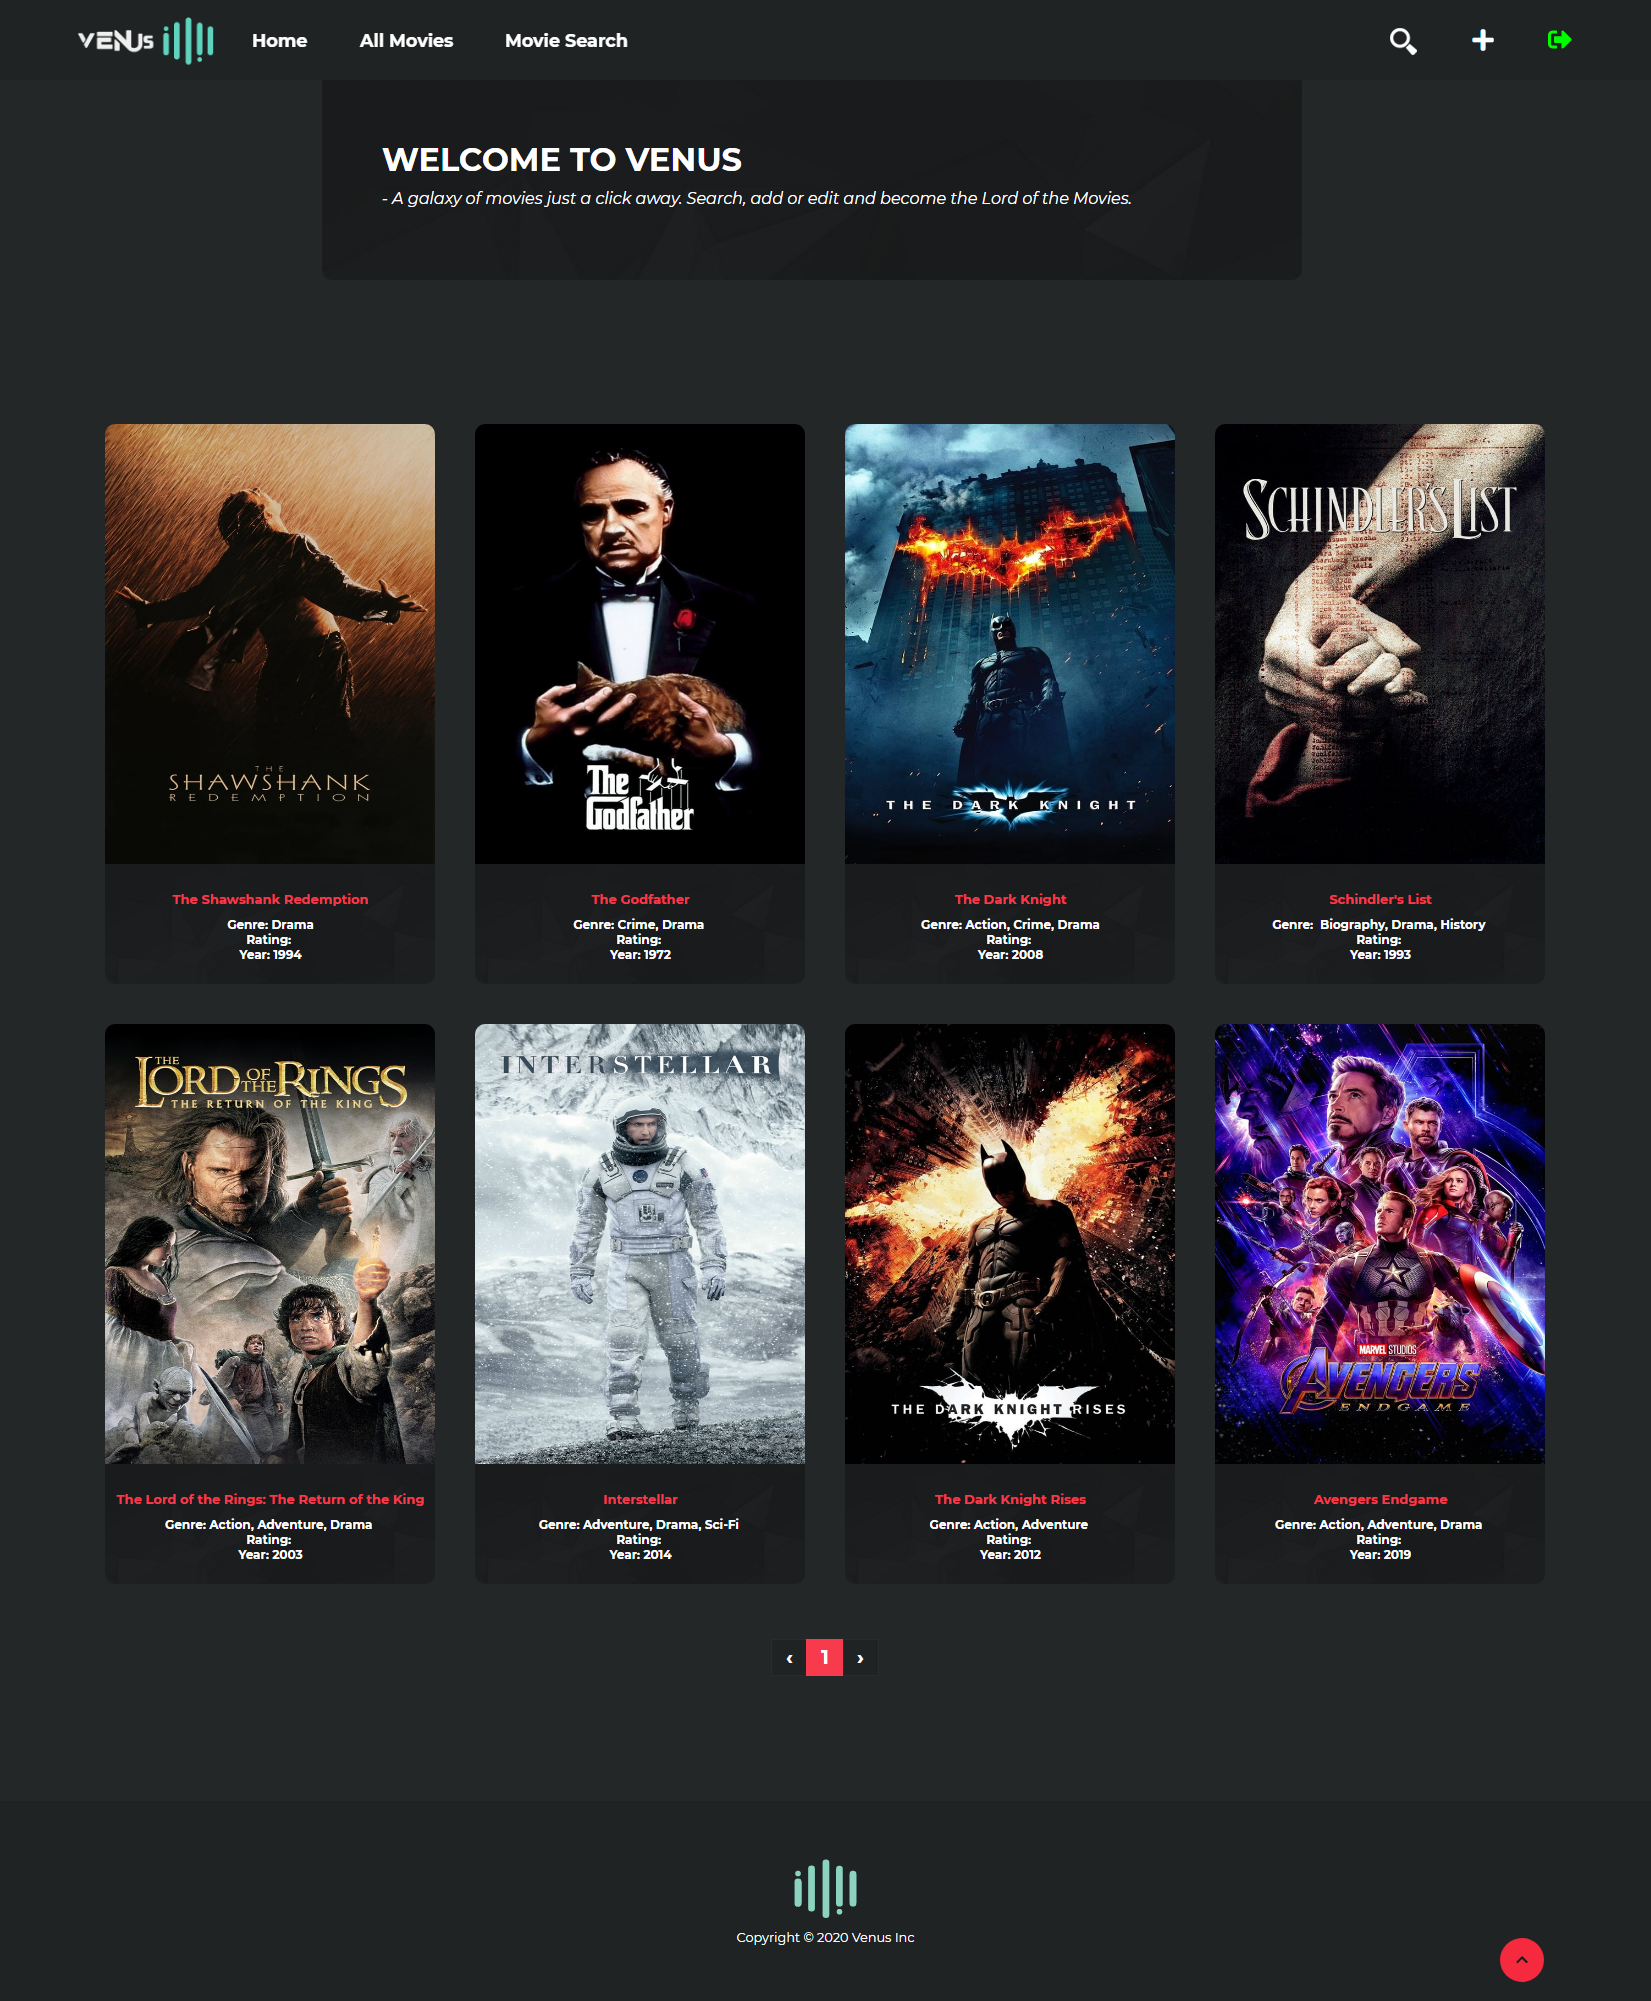 VENUs
Home
All Movies
Movie Search
WELCOME TO VENUS
- A galaxy of movies just a click away. Search, add or edit and become the Lord of the Movies.
THE
SHAWSHANK
REDEMPTION
The
Godfather
THE DARK KNIGHT
SCHINDLER'S LIST
The Shawshank Redemption
Genre: Drama
Rating:
Year: 1994
The Godfather
Genre: Crime, Drama
Rating:
Year: 1972
The Dark Knight
Genre: Action, Crime, Drama
Rating:
Year: 2008
Schindler's List
Genre:  Biography, Drama, History
Rating:
Year: 1993
THE
LORD OF THE RINGS
THE RETURN OF THE KING
INTERSTELLAR
THE DARK KNIGHT RISES
MARVEL STUDIOS
AVENGERS
ENDGAME
The Lord of the Rings: The Return of the King
Genre: Action, Adventure, Drama
Rating:
Year: 2003
Interstellar
Genre: Adventure, Drama, Sci-Fi
Rating:
Year: 2014
The Dark Knight Rises
Genre: Action, Adventure
Rating:
Year: 2012
Avengers Endgame
Genre: Action, Adventure, Drama
Rating:
Year: 2019
‹ 1 ›
Copyright © 2020 Venus Inc